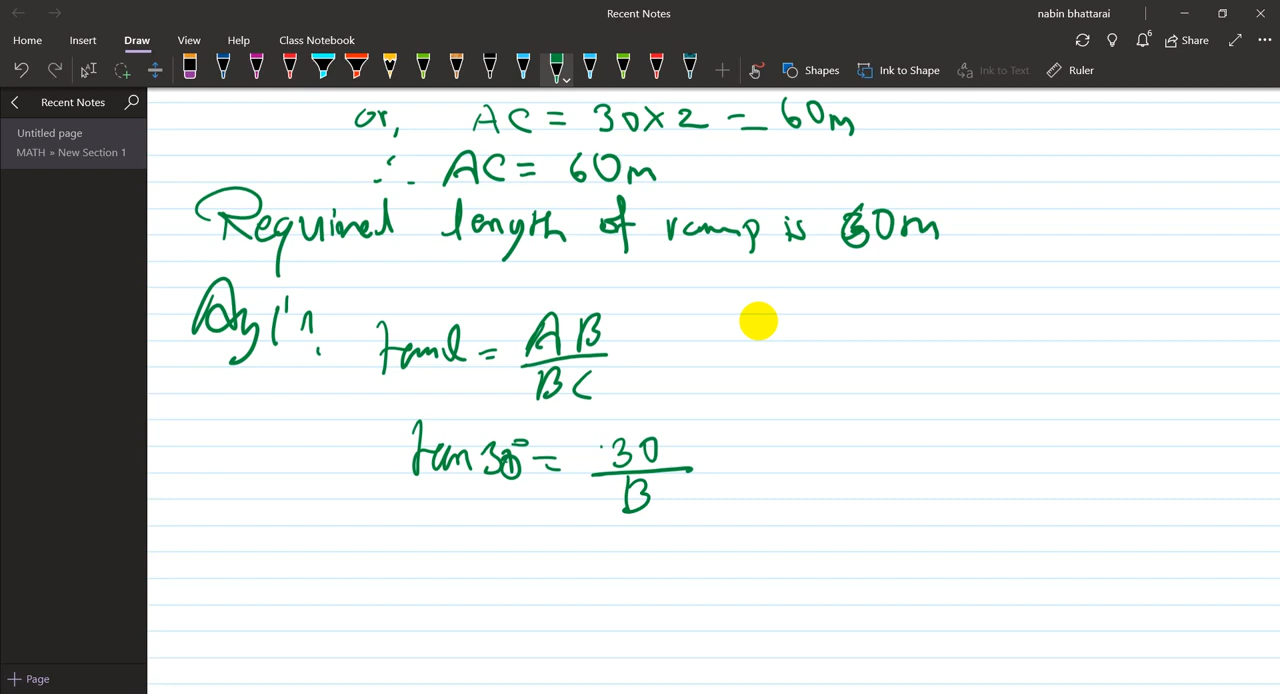 Recent Notes
nabin bhattarai
Home Insert Draw View Help Class Notebook
6
Share
Shapes Ink to Shape Ink to Text Ruler
Recent Notes
Untitled page
MATH » New Section 1
or, AC = 30 × 2 = 60m
∴ AC = 60m
Required length of ramp is 60m
= AB / BC
tan 30° = 30 / B
Page